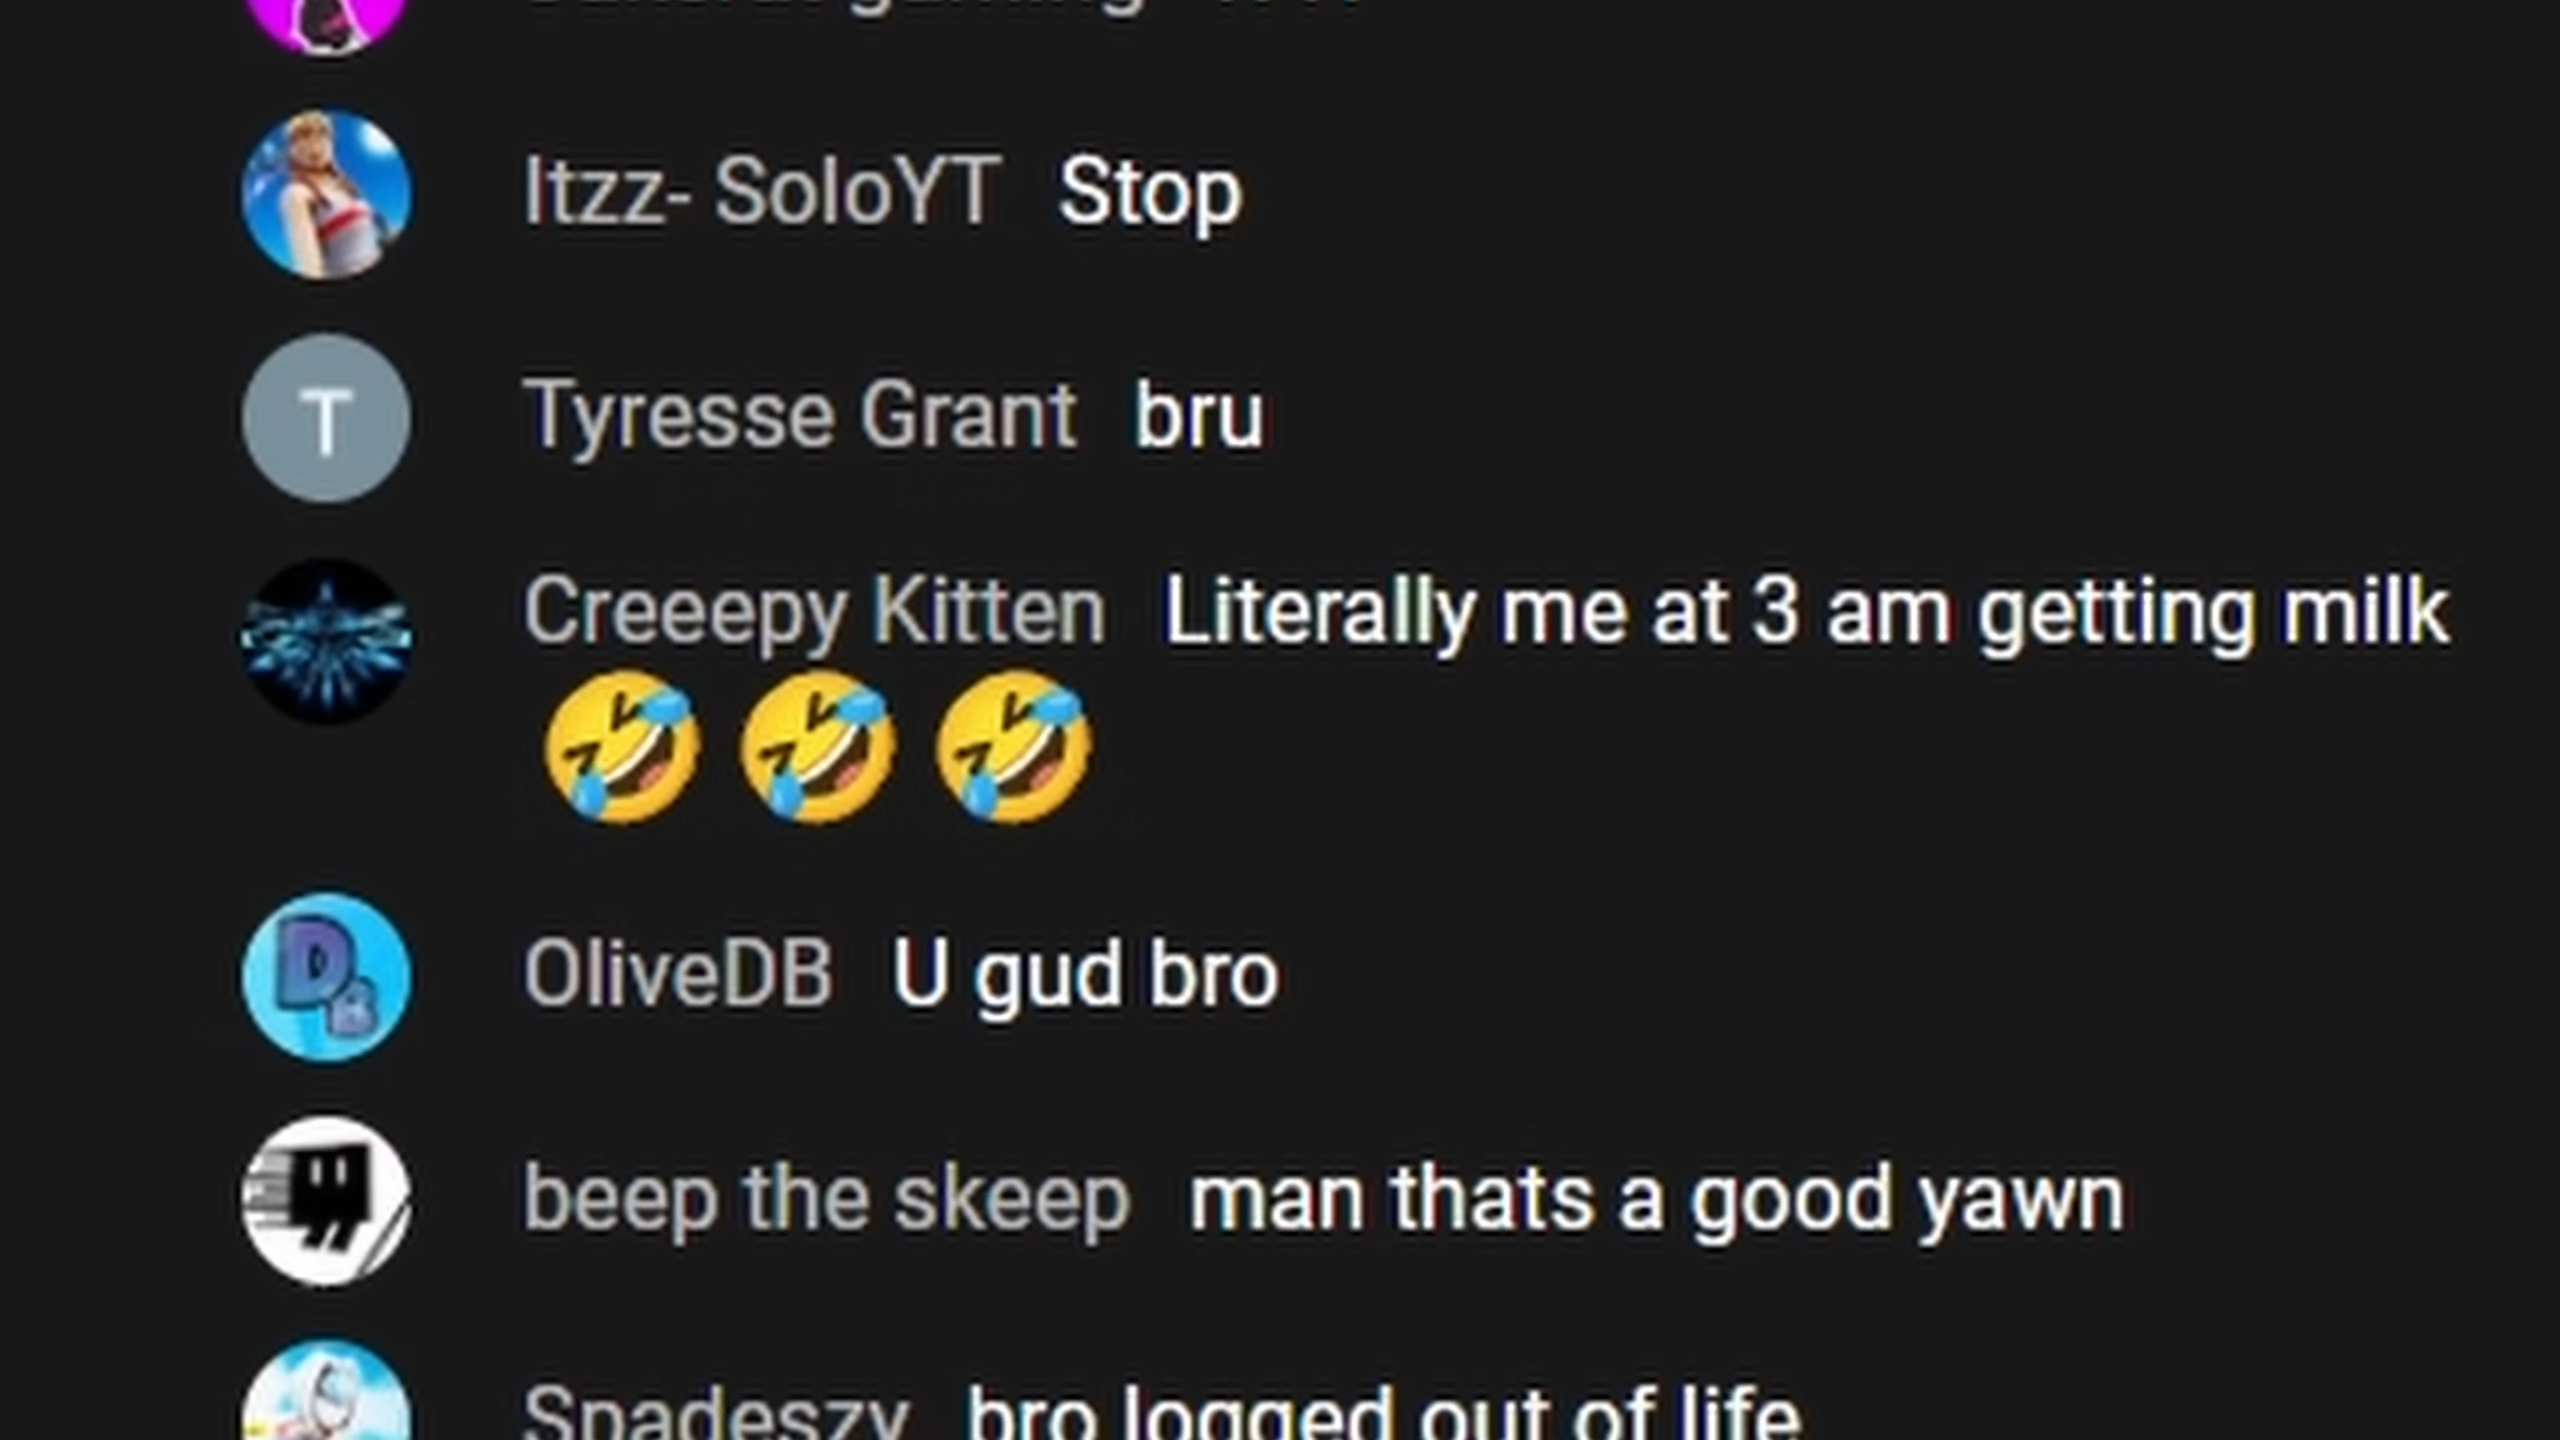 gaming
Itzz- SoloYT Stop
T
Tyresse Grant bru
Creeepy Kitten Literally me at 3 am getting milk
🤣🤣🤣
D
B
OliveDB U gud bro
beep the skeep man thats a good yawn
Spadeszy bro logged out of life